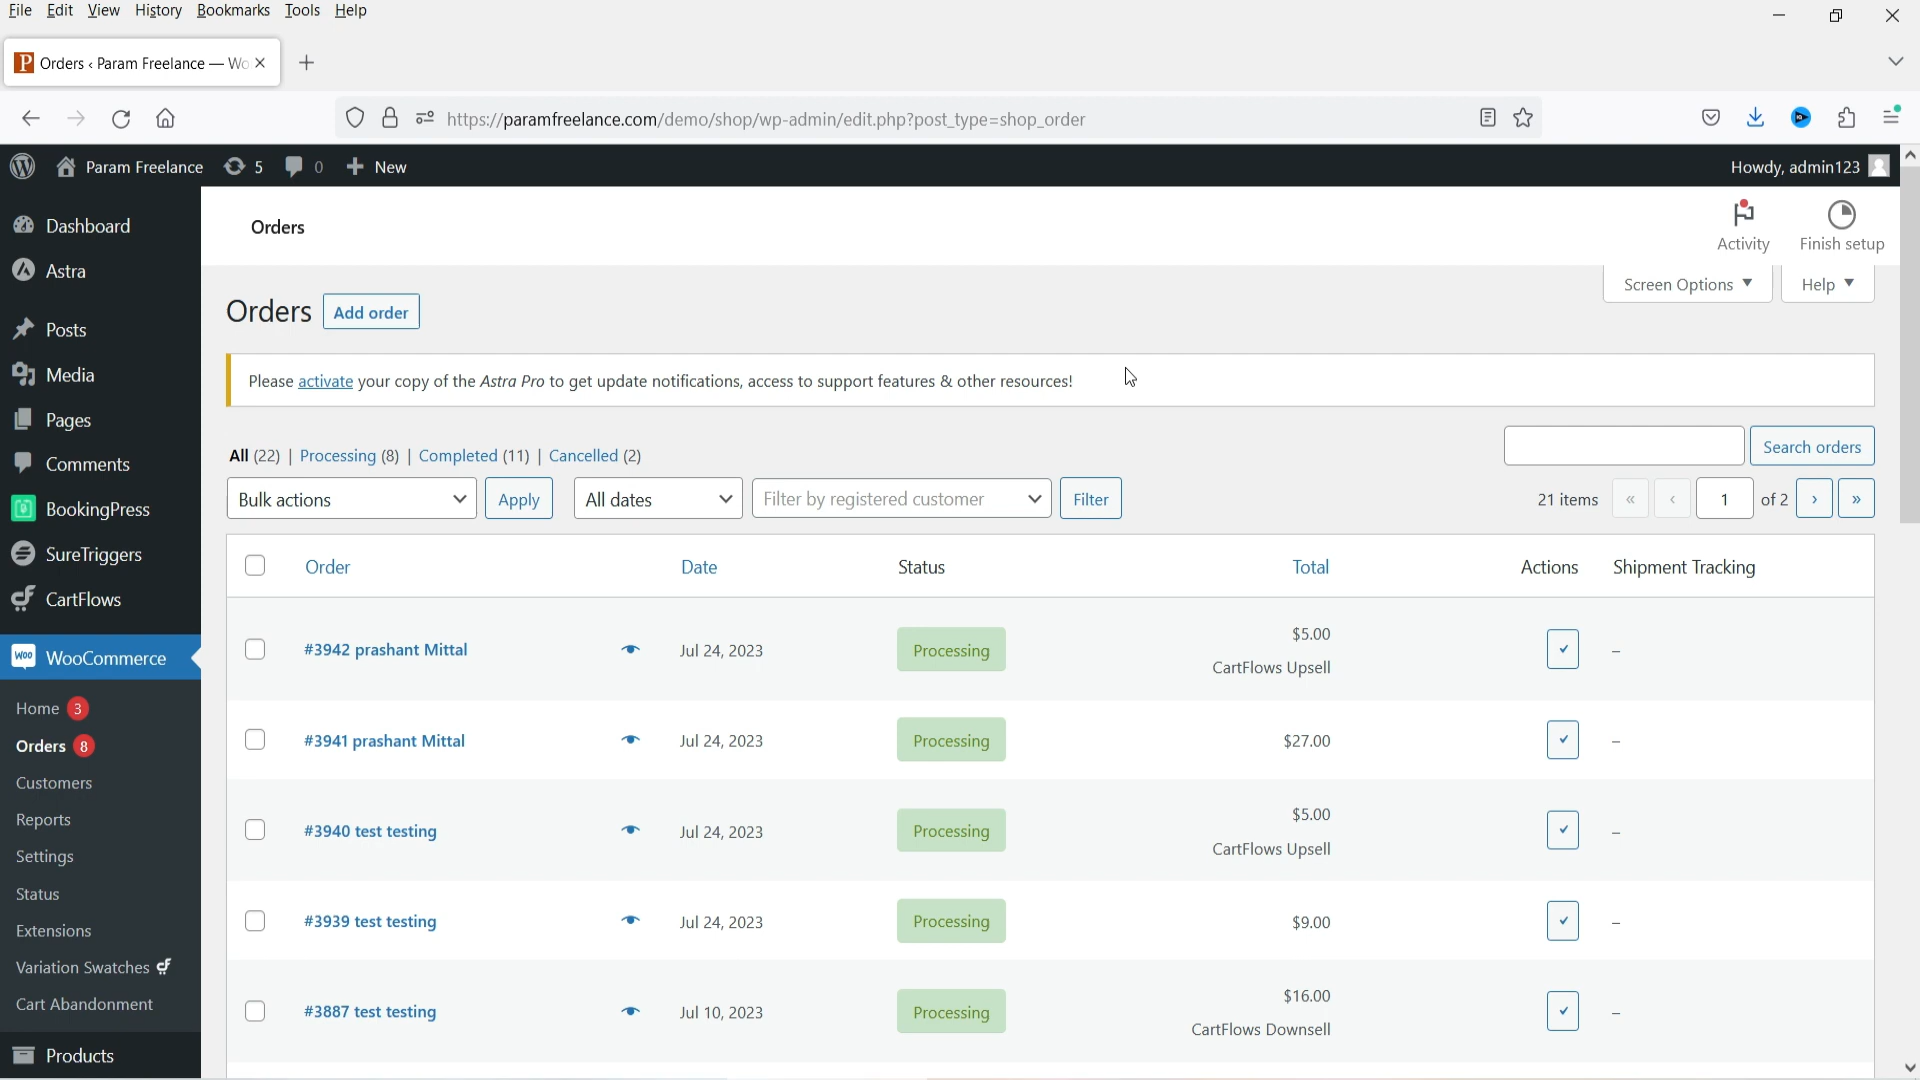 File Edit View History Bookmarks Tools Help
Orders ‹ Param Freelance — Wo
https://paramfreelance.com/demo/shop/wp-admin/edit.php?post_type=shop_order
Param Freelance 5 0 New Howdy, admin123
Dashboard
Astra
Posts
Media
Pages
Comments
BookingPress
SureTriggers
CartFlows
WooCommerce
Home 3
Orders 8
Customers
Reports
Settings
Status
Extensions
Variation Swatches
Cart Abandonment
Products
Orders
Activity Finish setup
Screen Options Help
Orders Add order
Please activate your copy of the Astra Pro to get update notifications, access to support features & other resources!
All (22) | Processing (8) | Completed (11) | Cancelled (2)
Search orders
Bulk actions Apply All dates Filter by registered customer Filter 21 items « ‹ 1 of 2 › »
Order Date Status Total Actions Shipment Tracking
#3942 prashant Mittal Jul 24, 2023 Processing $5.00 –
CartFlows Upsell
#3941 prashant Mittal Jul 24, 2023 Processing $27.00 –
#3940 test testing Jul 24, 2023 Processing $5.00 –
CartFlows Upsell
#3939 test testing Jul 24, 2023 Processing $9.00 –
#3887 test testing Jul 10, 2023 Processing $16.00 –
CartFlows Downsell